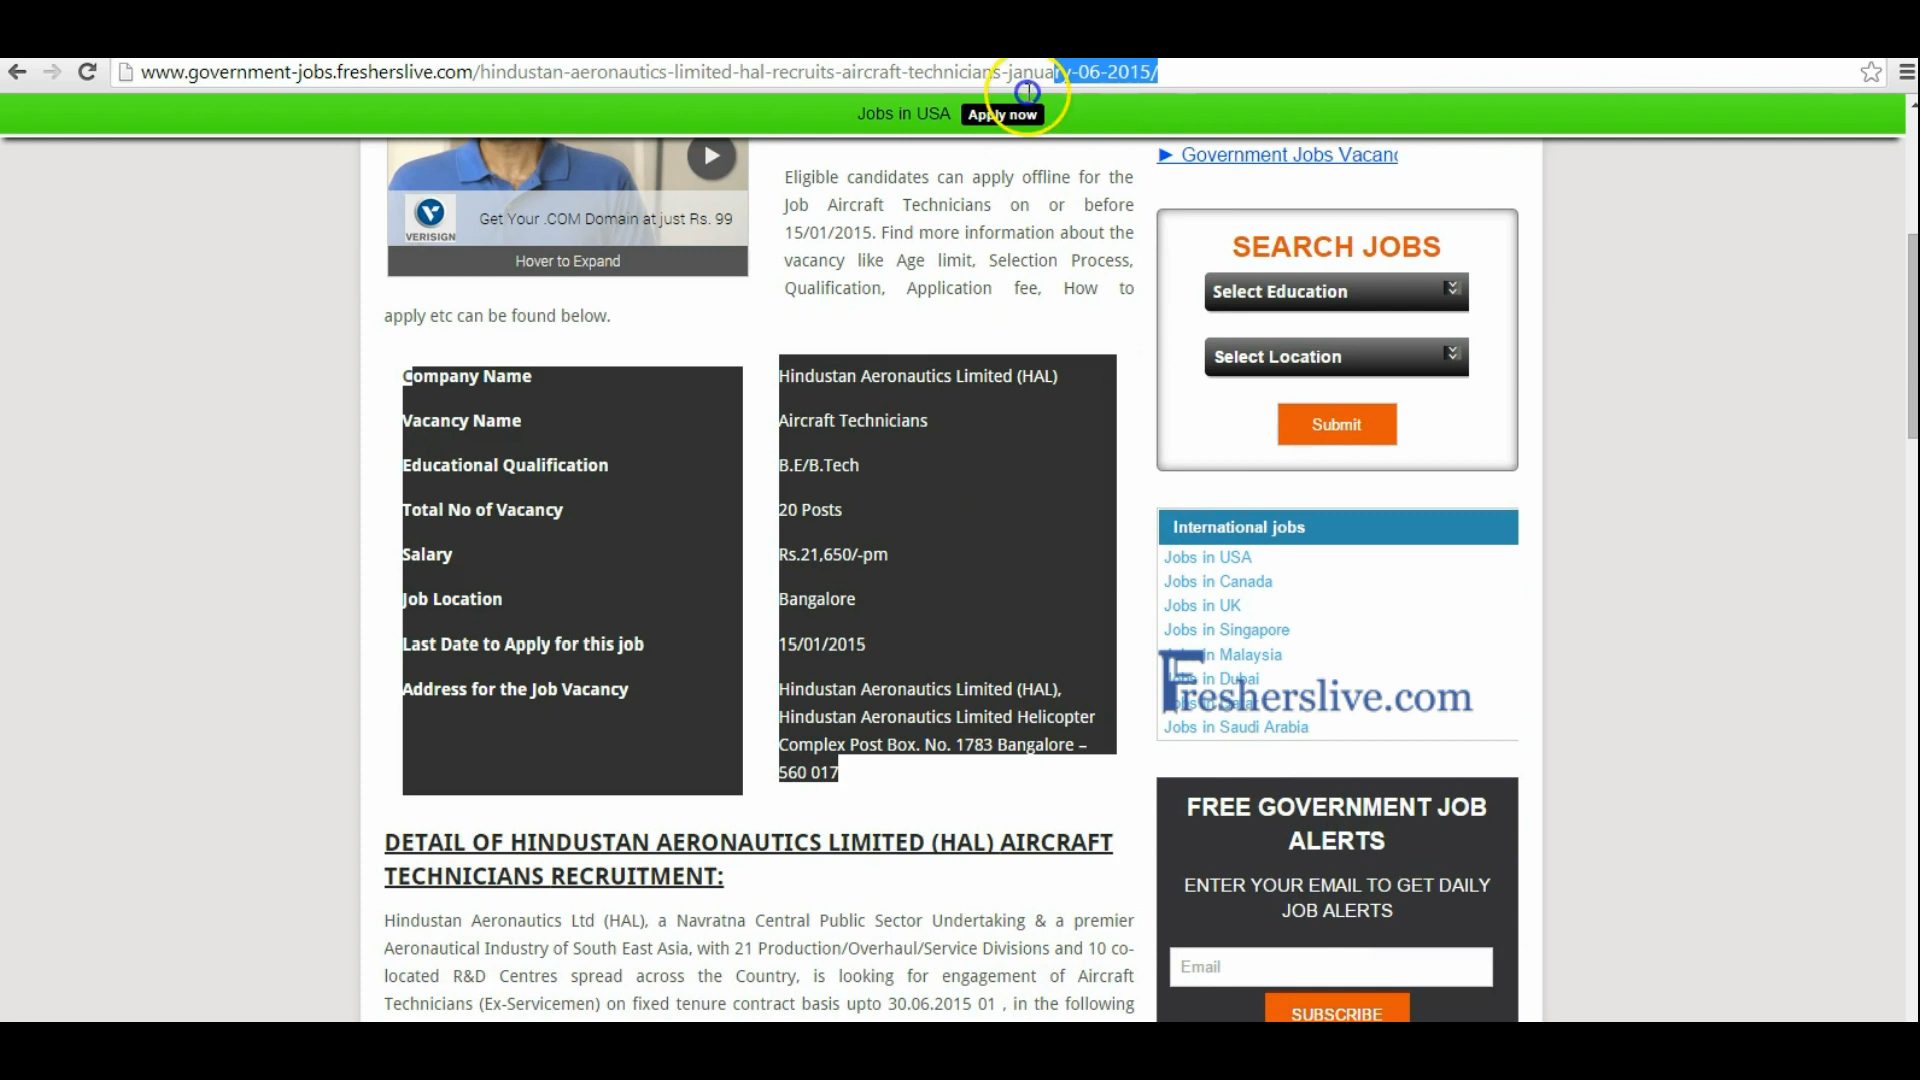 www.government-jobs.fresherslive.com/hindustan-aeronautics-limited-hal-recruits-aircraft-technicians-january-06-2015/
Jobs in USA Apply now
Get Your .COM Domain at just Rs. 99
VERISIGN
Hover to Expand
Eligible candidates can apply offline for the
Job Aircraft Technicians on or before
15/01/2015. Find more information about the
vacancy like Age limit, Selection Process,
Qualification, Application fee, How to
apply etc can be found below.
Company Name Hindustan Aeronautics Limited (HAL)
Vacancy Name Aircraft Technicians
Educational Qualification B.E/B.Tech
Total No of Vacancy 20 Posts
Salary Rs.21,650/-pm
Job Location Bangalore
Last Date to Apply for this job 15/01/2015
Address for the Job Vacancy Hindustan Aeronautics Limited (HAL),
Hindustan Aeronautics Limited Helicopter
Complex Post Box. No. 1783 Bangalore –
560 017
DETAIL OF HINDUSTAN AERONAUTICS LIMITED (HAL) AIRCRAFT
TECHNICIANS RECRUITMENT:
Hindustan Aeronautics Ltd (HAL), a Navratna Central Public Sector Undertaking & a premier
Aeronautical Industry of South East Asia, with 21 Production/Overhaul/Service Divisions and 10 co-
located R&D Centres spread across the Country, is looking for engagement of Aircraft
Technicians (Ex-Servicemen) on fixed tenure contract basis upto 30.06.2015 01 , in the following
► Government Jobs Vacanc
SEARCH JOBS
Select Education
Select Location
Submit
International jobs
Jobs in USA
Jobs in Canada
Jobs in UK
Jobs in Singapore
in Malaysia
in Dubai
Fresherslive.com
Jobs in Saudi Arabia
FREE GOVERNMENT JOB
ALERTS
ENTER YOUR EMAIL TO GET DAILY
JOB ALERTS
Email
SUBSCRIBE